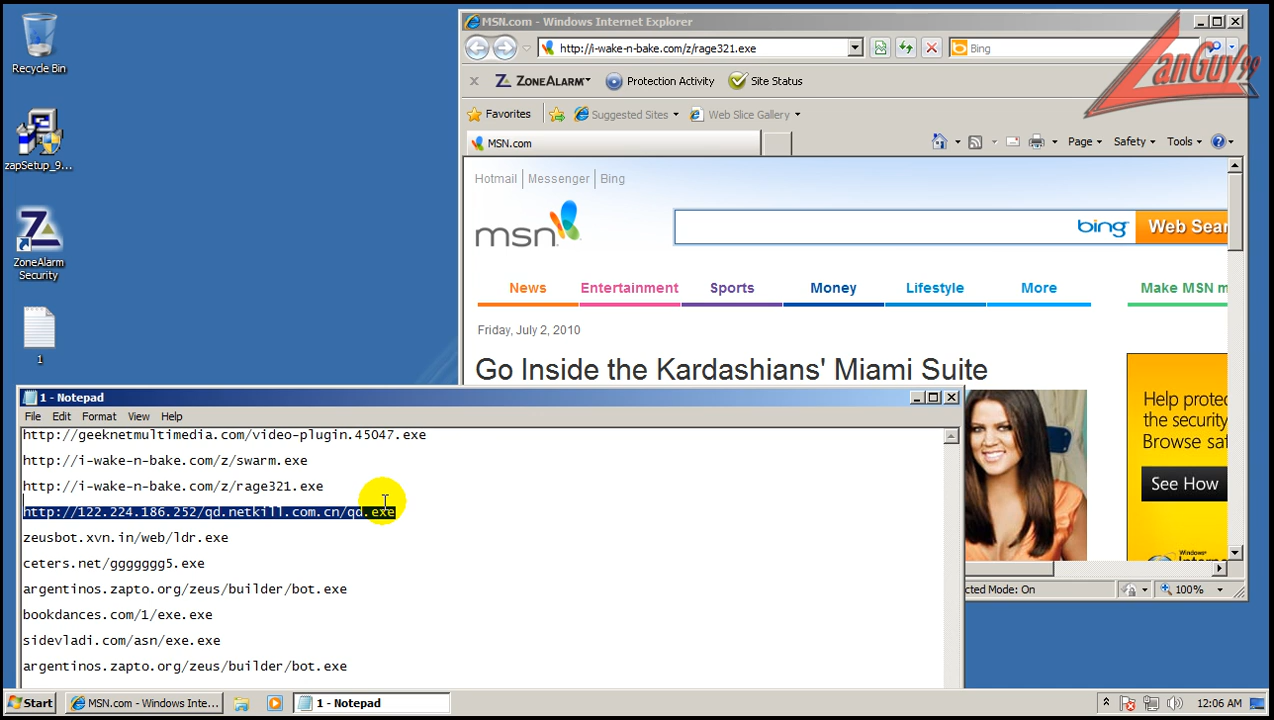 Recycle Bin
zapSetup_9...
ZoneAlarm
Security
1
MSN.com - Windows Internet Explorer
http://i-wake-n-bake.com/z/rage321.exe
Bing
LanGuy99
ZONEALARM
Protection Activity
Site Status
Favorites
Suggested Sites
Web Slice Gallery
MSN.com
Page
Safety
Tools
Hotmail
Messenger
Bing
msn
bing
Web Sear
News
Entertainment
Sports
Money
Lifestyle
More
Make MSN m
Friday, July 2, 2010
Go Inside the Kardashians' Miami Suite
Help protec
the security
Browse saf
See How
Windows
Interne
cted Mode: On
100%
1 - Notepad
File Edit Format View Help
http://geeknetmultimedia.com/video-plugin.45047.exe
http://i-wake-n-bake.com/z/swarm.exe
http://i-wake-n-bake.com/z/rage321.exe
http://122.224.186.252/qd.netkill.com.cn/qd.exe
zeusbot.xvn.in/web/ldr.exe
ceters.net/ggggggg5.exe
argentinos.zapto.org/zeus/builder/bot.exe
bookdances.com/1/exe.exe
sidevladi.com/asn/exe.exe
argentinos.zapto.org/zeus/builder/bot.exe
Start
MSN.com - Windows Inte...
1 - Notepad
12:06 AM